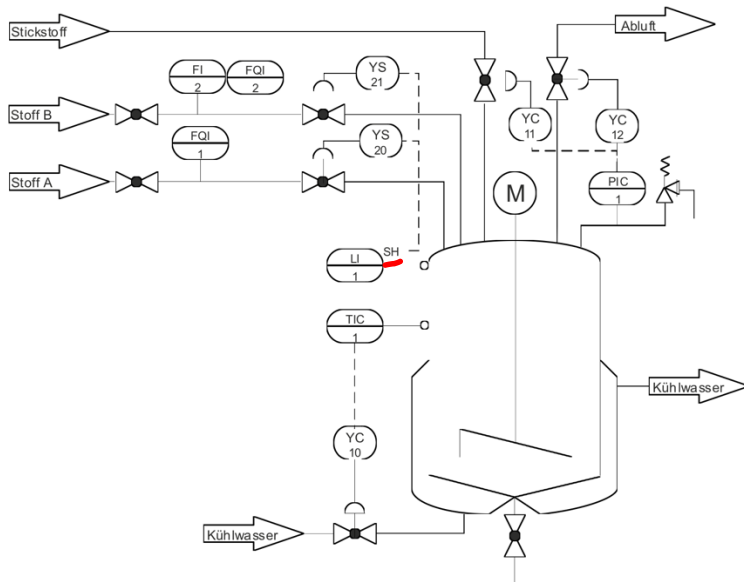 Stickstoff
Abluft
FI
2
FQI
2
YS
21
YC
11
YC
12
Stoff B
FQI
1
YS
20
Stoff A
PIC
1
M
LI
1
SH
TIC
1
Kühlwasser
YC
10
Kühlwasser